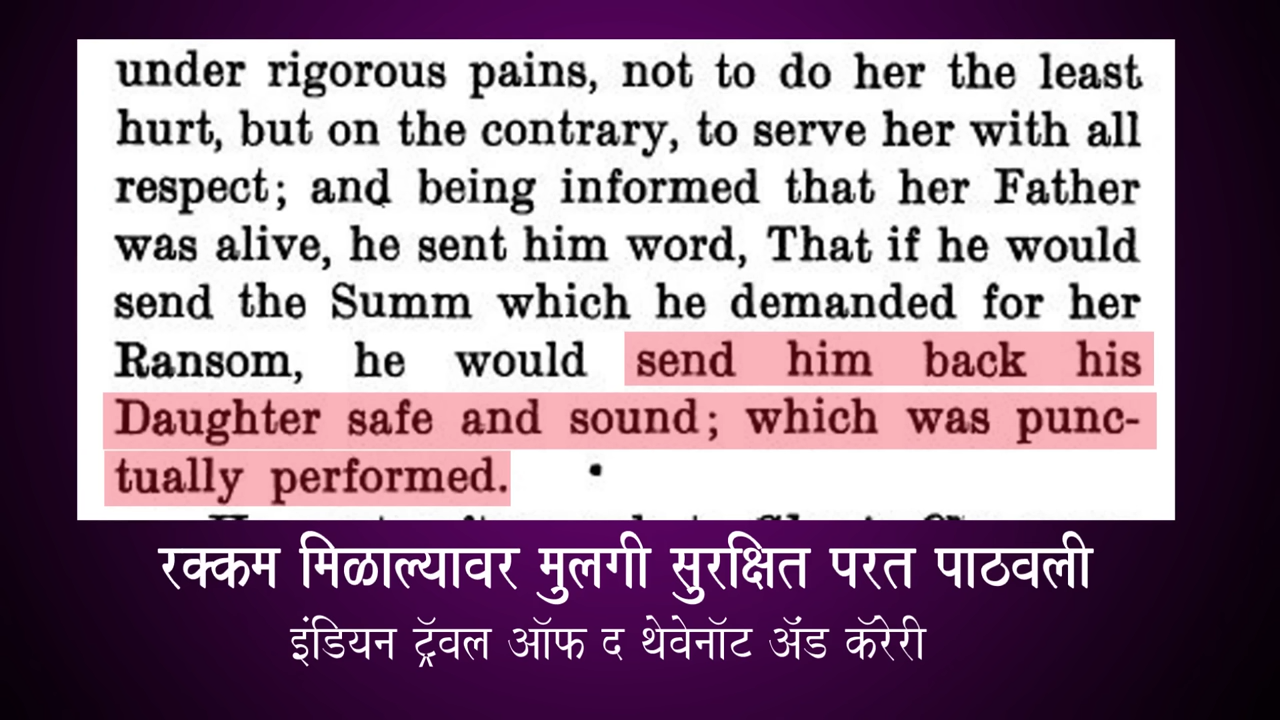 under rigorous pains, not to do her the least
hurt, but on the contrary, to serve her with all
respect; and being informed that her Father
was alive, he sent him word, That if he would
send the Summ which he demanded for her
Ransom, he would send him back his
Daughter safe and sound; which was punc-
tually performed.
रक्कम मिळाल्यावर मुलगी सुरक्षित परत पाठवली
इंडियन ट्रॅवल ऑफ द थेवेनॉट अ‍ॅंड कॅरेरी